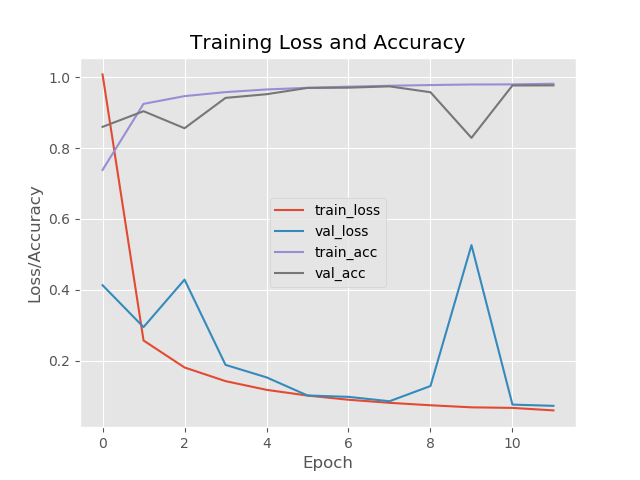 Training Loss and Accuracy
Loss/Accuracy
1.0
0.8
0.6
0.4
0.2
train_loss
val_loss
train_acc
val_acc
0 2 4 6 8 10
Epoch